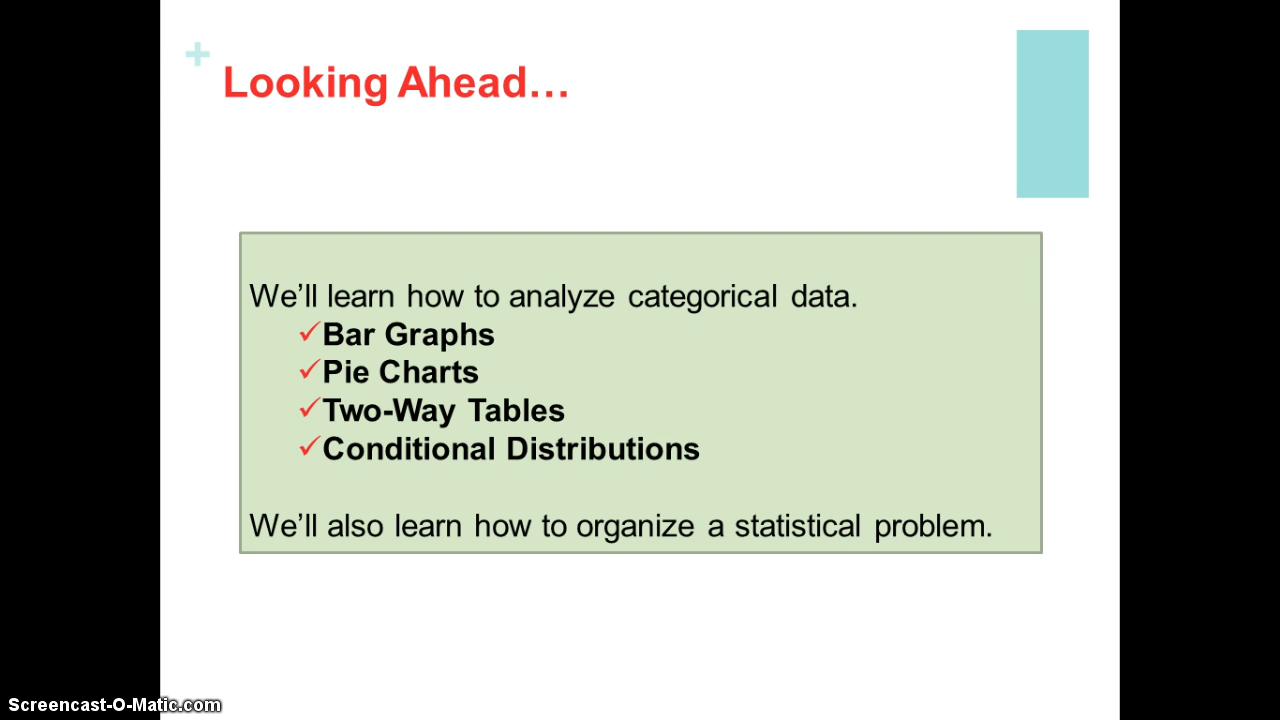 +
Looking Ahead…
We’ll learn how to analyze categorical data.
✓Bar Graphs
✓Pie Charts
✓Two-Way Tables
✓Conditional Distributions
We’ll also learn how to organize a statistical problem.
Screencast-O-Matic.com